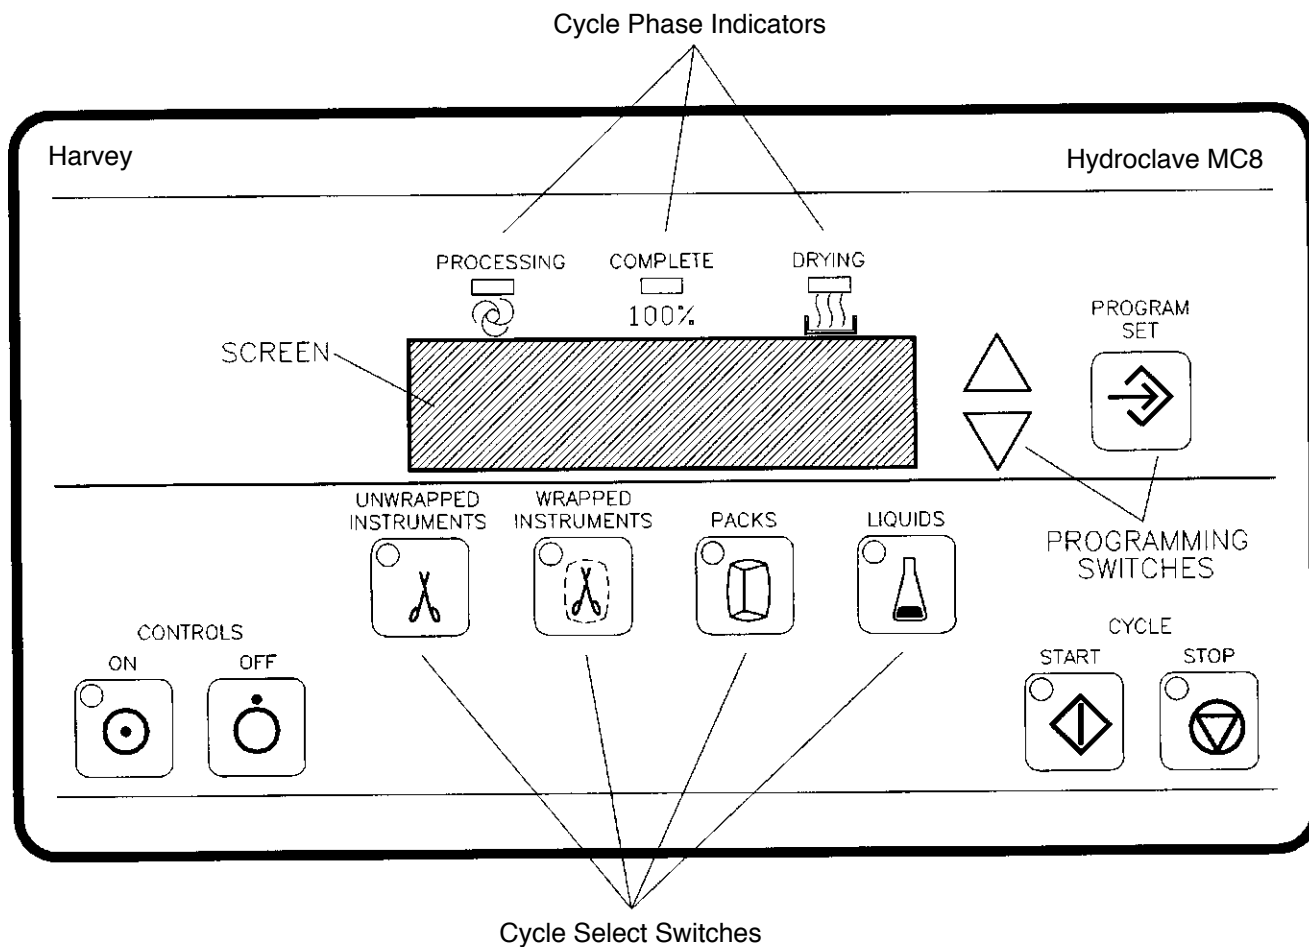 Cycle Phase Indicators
Harvey
Hydroclave MC8
PROCESSING
COMPLETE
DRYING
100%
SCREEN
PROGRAM
SET
UNWRAPPED
INSTRUMENTS
WRAPPED
INSTRUMENTS
PACKS
LIQUIDS
PROGRAMMING
SWITCHES
CONTROLS
ON
OFF
CYCLE
START
STOP
Cycle Select Switches